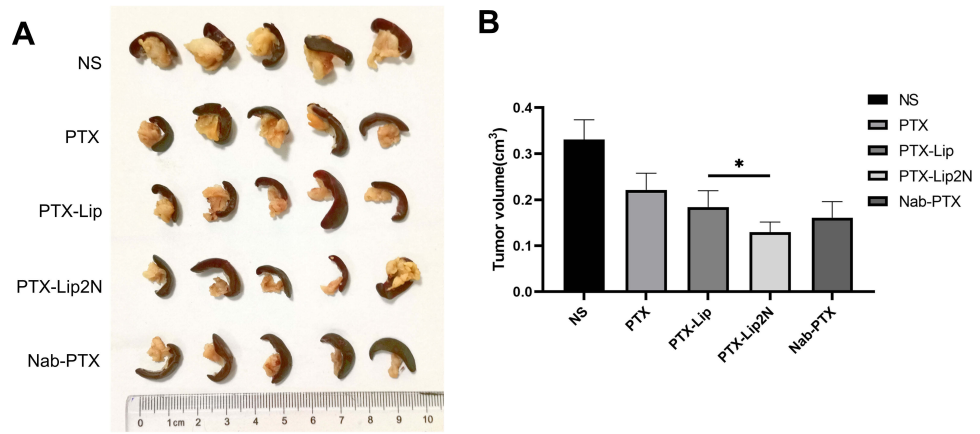 A
NS
PTX
PTX-Lip
PTX-Lip2N
Nab-PTX
0 1cm 2 3 4 5 6 7 8 9 10
B
Tumor volume(cm³)
0.4
0.3
0.2
0.1
0.0
*
NS
PTX
PTX-Lip
PTX-Lip2N
Nab-PTX
NS
PTX
PTX-Lip
PTX-Lip2N
Nab-PTX